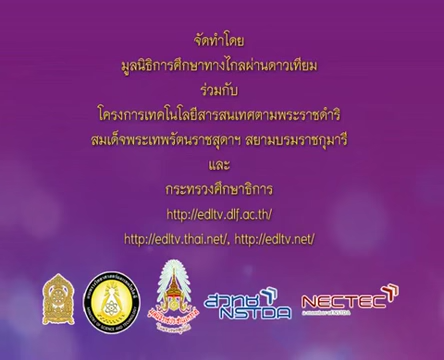 จัดทำโดย
มูลนิธิการศึกษาทางไกลผ่านดาวเทียม
ร่วมกับ
โครงการเทคโนโลยีสารสนเทศตามพระราชดำริ
สมเด็จพระเทพรัตนราชสุดาฯ สยามบรมราชกุมารี
และ
กระทรวงศึกษาธิการ
http://edltv.dlf.ac.th/
http://edltv.thai.net/, http://edltv.net/
สวทช
NSTDA
NECTEC
a member of NSTDA